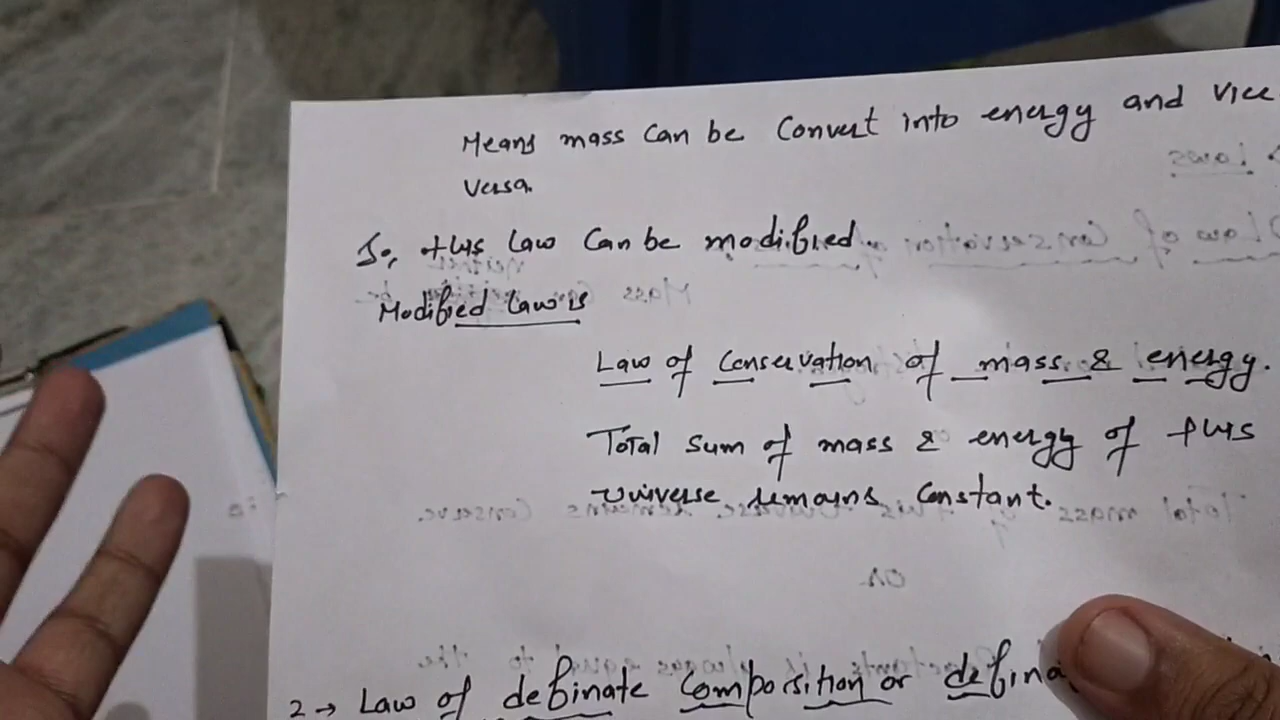 Means mass can be Convert into energy and vice
versa.
So, this law can be modified.
Modified law is
Law of Conservation of mass & energy.
Total sum of mass & energy of this
universe remains constant.
2→ Law of definate Composition or defina